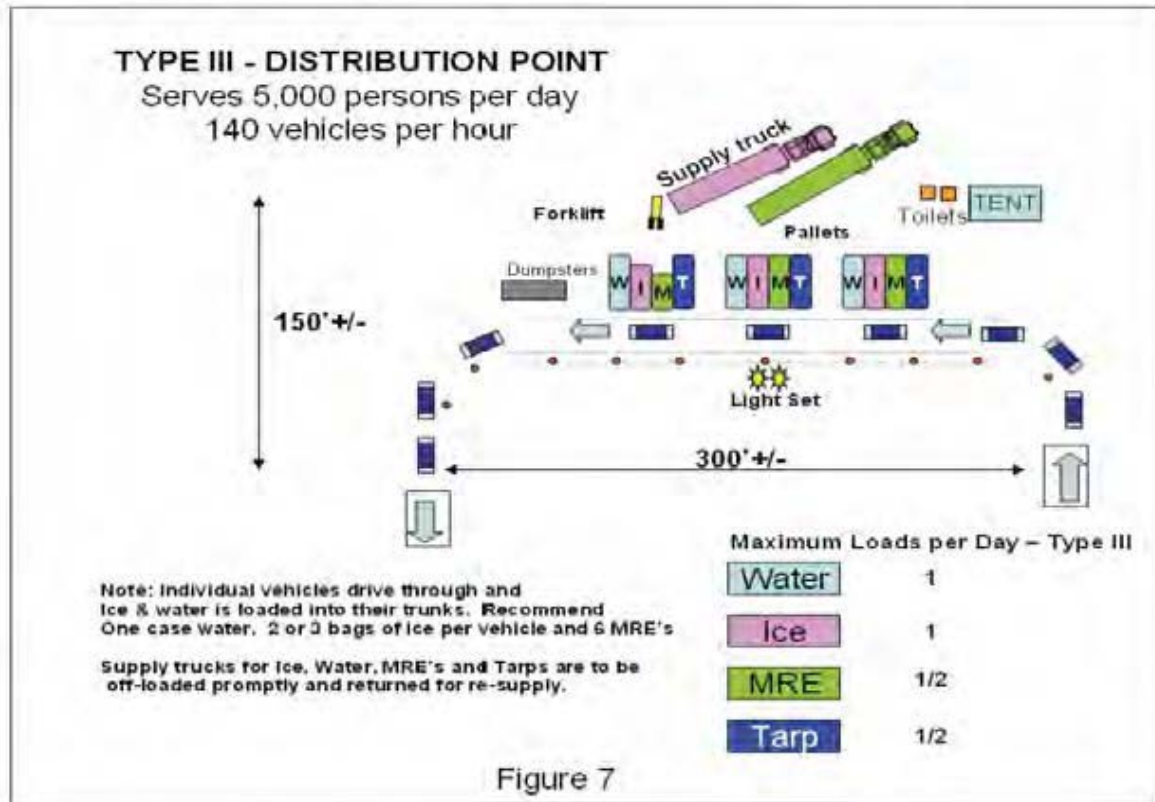 TYPE III - DISTRIBUTION POINT
Serves 5,000 persons per day
140 vehicles per hour
Supply truck
Forklift
Toilets
TENT
Pallets
Dumpsters
W I M T
W I M T
W I M T
150'+/-
Light Set
300'+/-
Maximum Loads per Day – Type III
Water 1
Ice 1
MRE 1/2
Tarp 1/2
Note: Individual vehicles drive through and
Ice & water is loaded into their trunks. Recommend
One case water, 2 or 3 bags of ice per vehicle and 6 MRE's
Supply trucks for Ice, Water, MRE's and Tarps are to be
off-loaded promptly and returned for re-supply.
Figure 7